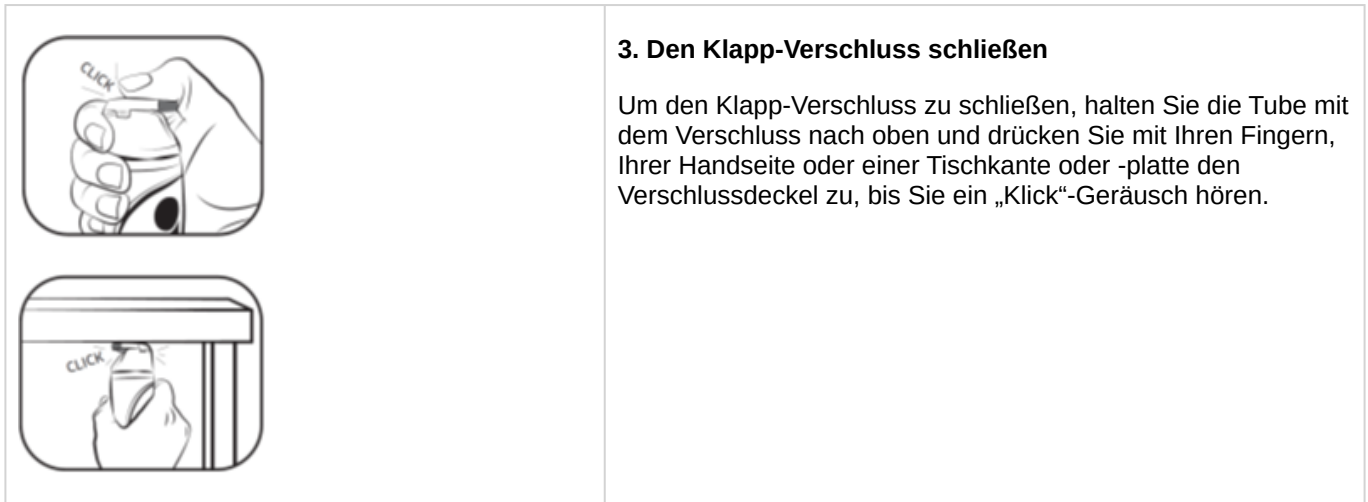 CLICK
CLICK
3. Den Klapp-Verschluss schließen
Um den Klapp-Verschluss zu schließen, halten Sie die Tube mit
dem Verschluss nach oben und drücken Sie mit Ihren Fingern,
Ihrer Handseite oder einer Tischkante oder -platte den
Verschlussdeckel zu, bis Sie ein „Klick“-Geräusch hören.